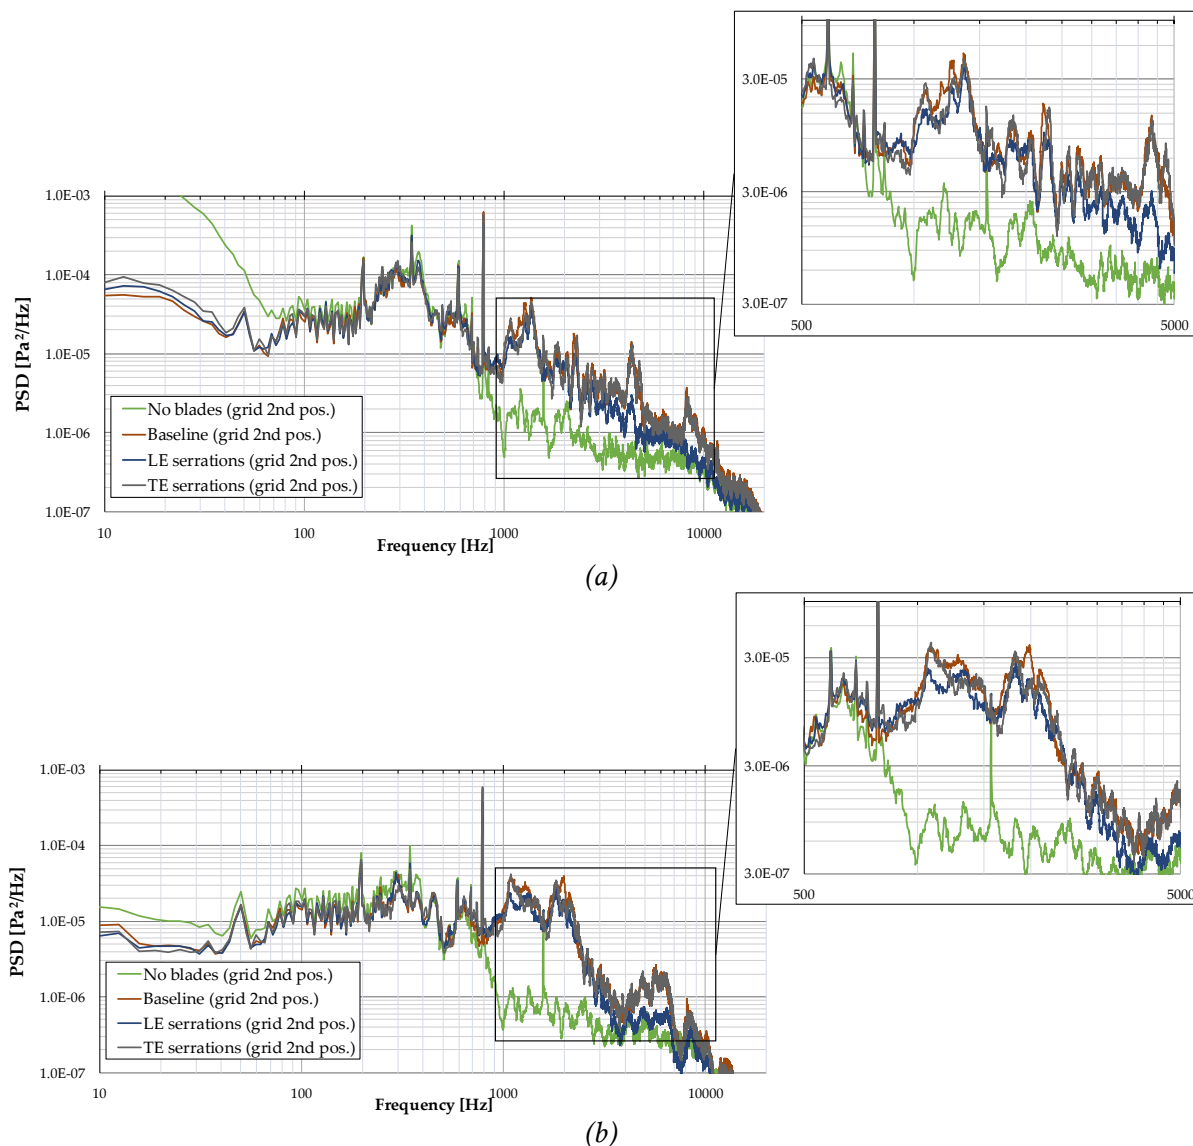 3.0E-05
3.0E-06
3.0E-07
500
5000
1.0E-03
1.0E-04
1.0E-05
1.0E-06
1.0E-07
PSD [Pa²/Hz]
No blades (grid 2nd pos.)
Baseline (grid 2nd pos.)
LE serrations (grid 2nd pos.)
TE serrations (grid 2nd pos.)
10
100
1000
10000
Frequency [Hz]
(a)
3.0E-05
3.0E-06
3.0E-07
500
5000
1.0E-03
1.0E-04
1.0E-05
1.0E-06
1.0E-07
PSD [Pa²/Hz]
No blades (grid 2nd pos.)
Baseline (grid 2nd pos.)
LE serrations (grid 2nd pos.)
TE serrations (grid 2nd pos.)
10
100
1000
10000
Frequency [Hz]
(b)